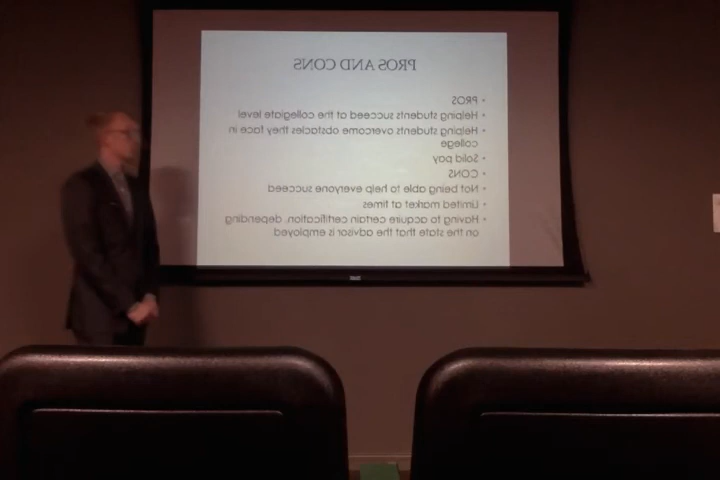 PROS AND CONS
• PROS
• Helping students succeed at the collegiate level
• Helping students overcome obstacles they face in
college
• Solid pay
• CONS
• Not being able to help everyone succeed
• Limited market at times
• Having to acquire certain certification, depending
on the state that the advisor is employed.